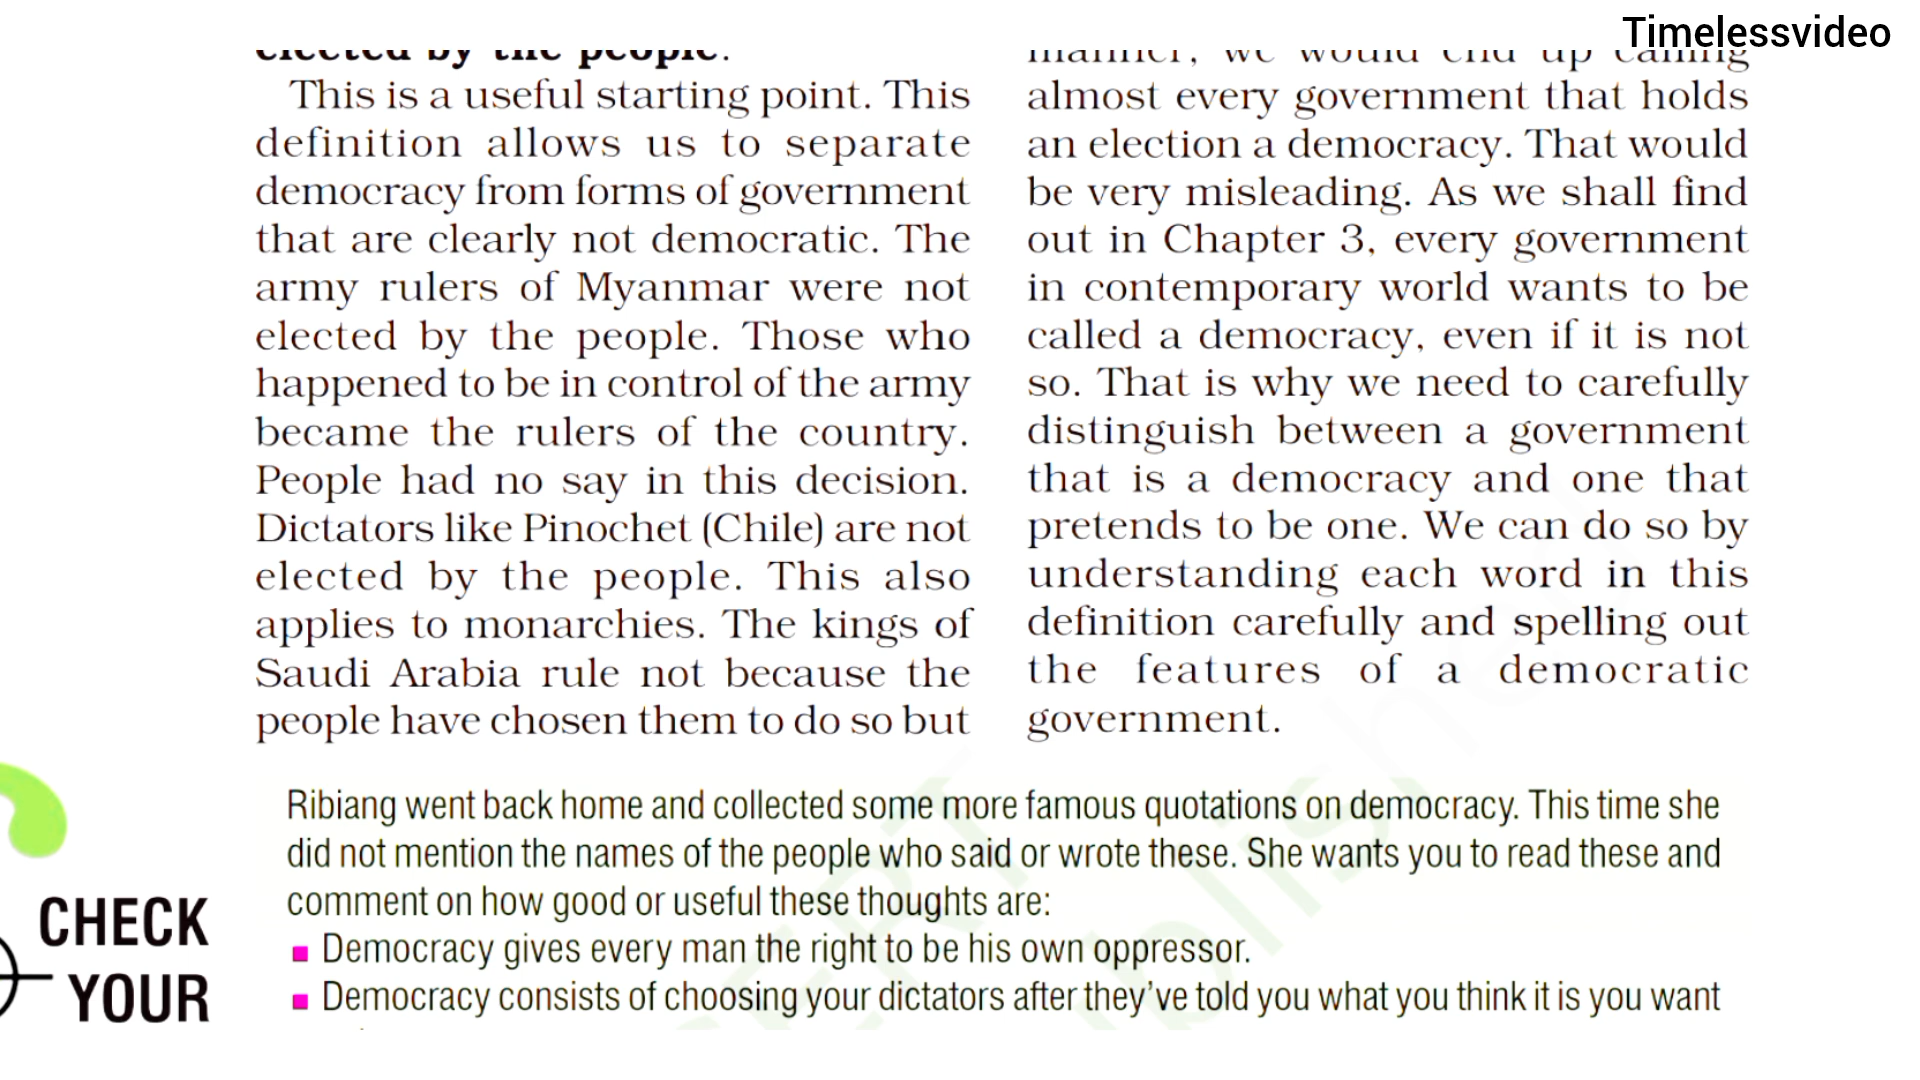 Timelessvideo
elected by the people.
This is a useful starting point. This
definition allows us to separate
democracy from forms of government
that are clearly not democratic. The
army rulers of Myanmar were not
elected by the people. Those who
happened to be in control of the army
became the rulers of the country.
People had no say in this decision.
Dictators like Pinochet (Chile) are not
elected by the people. This also
applies to monarchies. The kings of
Saudi Arabia rule not because the
people have chosen them to do so but
manner, we would end up calling
almost every government that holds
an election a democracy. That would
be very misleading. As we shall find
out in Chapter 3, every government
in contemporary world wants to be
called a democracy, even if it is not
so. That is why we need to carefully
distinguish between a government
that is a democracy and one that
pretends to be one. We can do so by
understanding each word in this
definition carefully and spelling out
the features of a democratic
government.
CHECK
YOUR
Ribiang went back home and collected some more famous quotations on democracy. This time she
did not mention the names of the people who said or wrote these. She wants you to read these and
comment on how good or useful these thoughts are:
■ Democracy gives every man the right to be his own oppressor.
■ Democracy consists of choosing your dictators after they’ve told you what you think it is you want